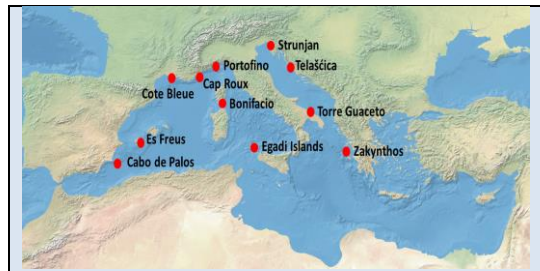 Strunjan
Portofino
Telašćica
Cap Roux
Cote Bleue
Bonifacio
Torre Guaceto
Es Freus
Egadi Islands
Zakynthos
Cabo de Palos